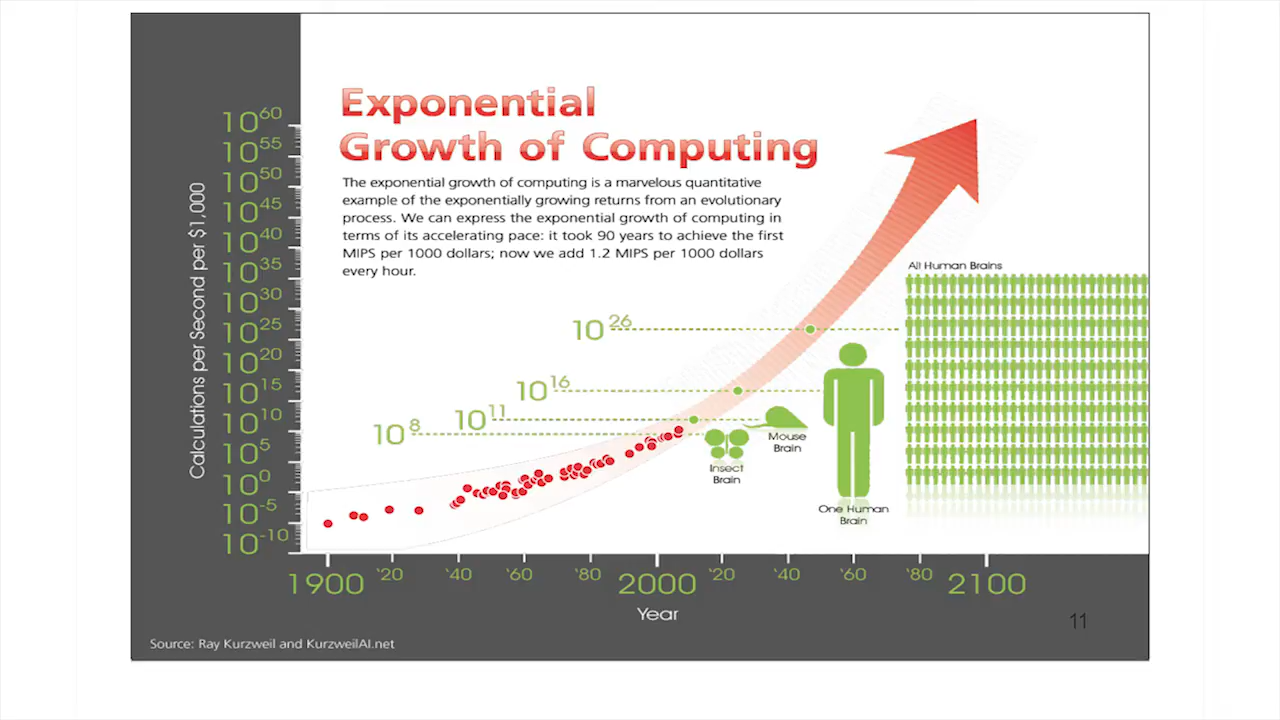 Exponential
Growth of Computing
The exponential growth of computing is a marvelous quantitative
example of the exponentially growing returns from an evolutionary
process. We can express the exponential growth of computing in
terms of its accelerating pace: it took 90 years to achieve the first
MIPS per 1000 dollars; now we add 1.2 MIPS per 1000 dollars
every hour.
Calculations per Second per $1,000
10^60
10^55
10^50
10^45
10^40
10^35
10^30
10^25
10^20
10^15
10^10
10^5
10^0
10^-5
10^-10
All Human Brains
10^26
10^16
10^11
10^8
Mouse
Brain
Insect
Brain
One Human
Brain
1900 '20 '40 '60 '80 2000 '20 '40 '60 '80 2100
Year
11
Source: Ray Kurzweil and KurzweilAI.net